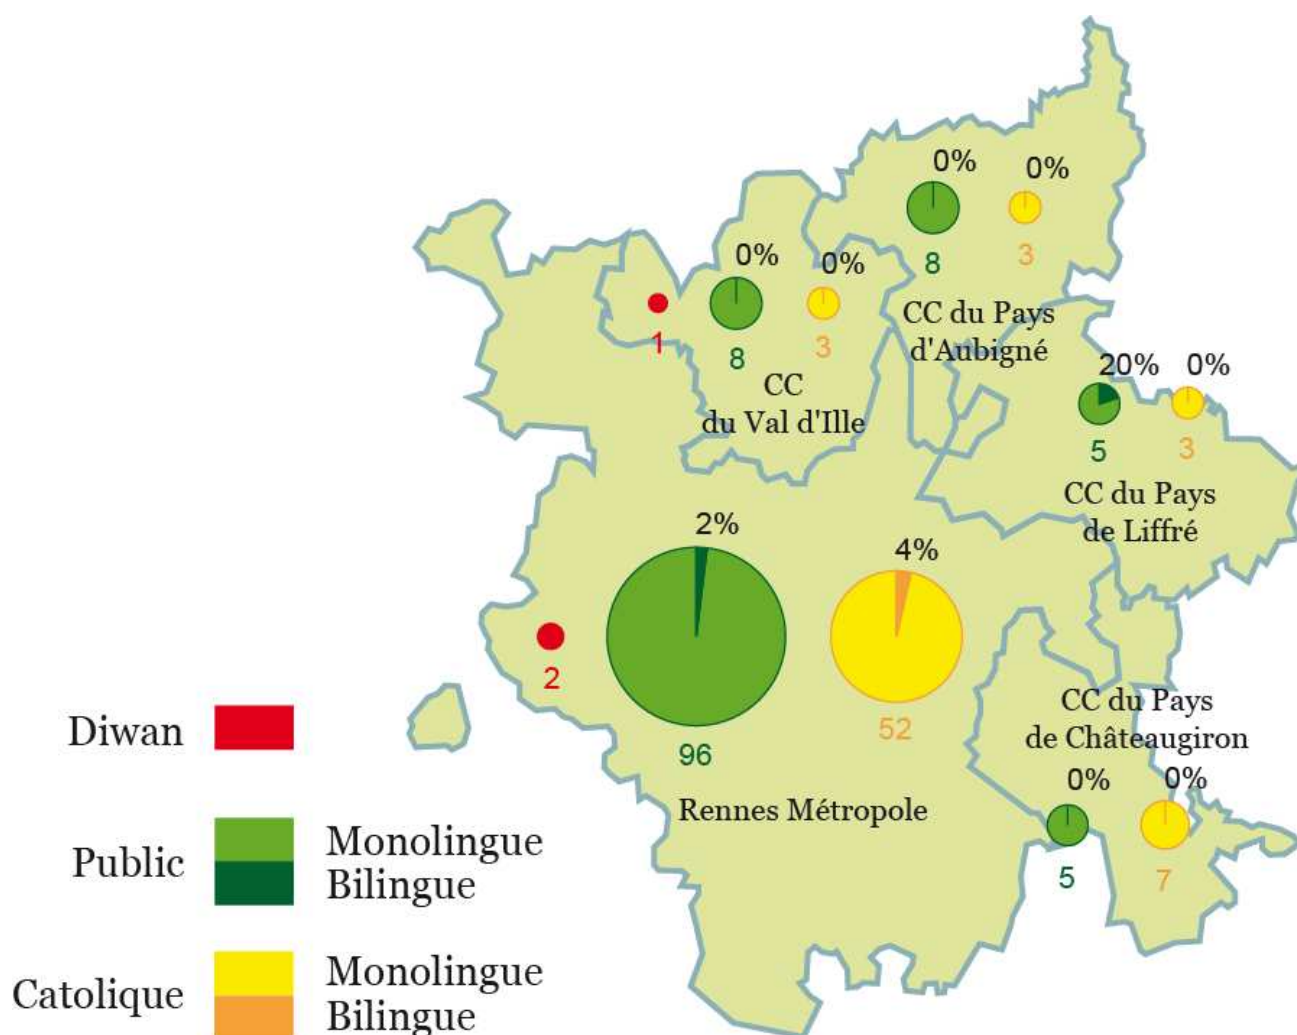 0% 0%
8 3
CC du Pays
d'Aubigné
0% 0%
1 8 3
CC
du Val d'Ille
20% 0%
5 3
CC du Pays
de Liffré
2% 4%
2 96 52
Rennes Métropole
CC du Pays
de Châteaugiron
0% 0%
5 7
Diwan
Public
Monolingue
Bilingue
Catolique
Monolingue
Bilingue